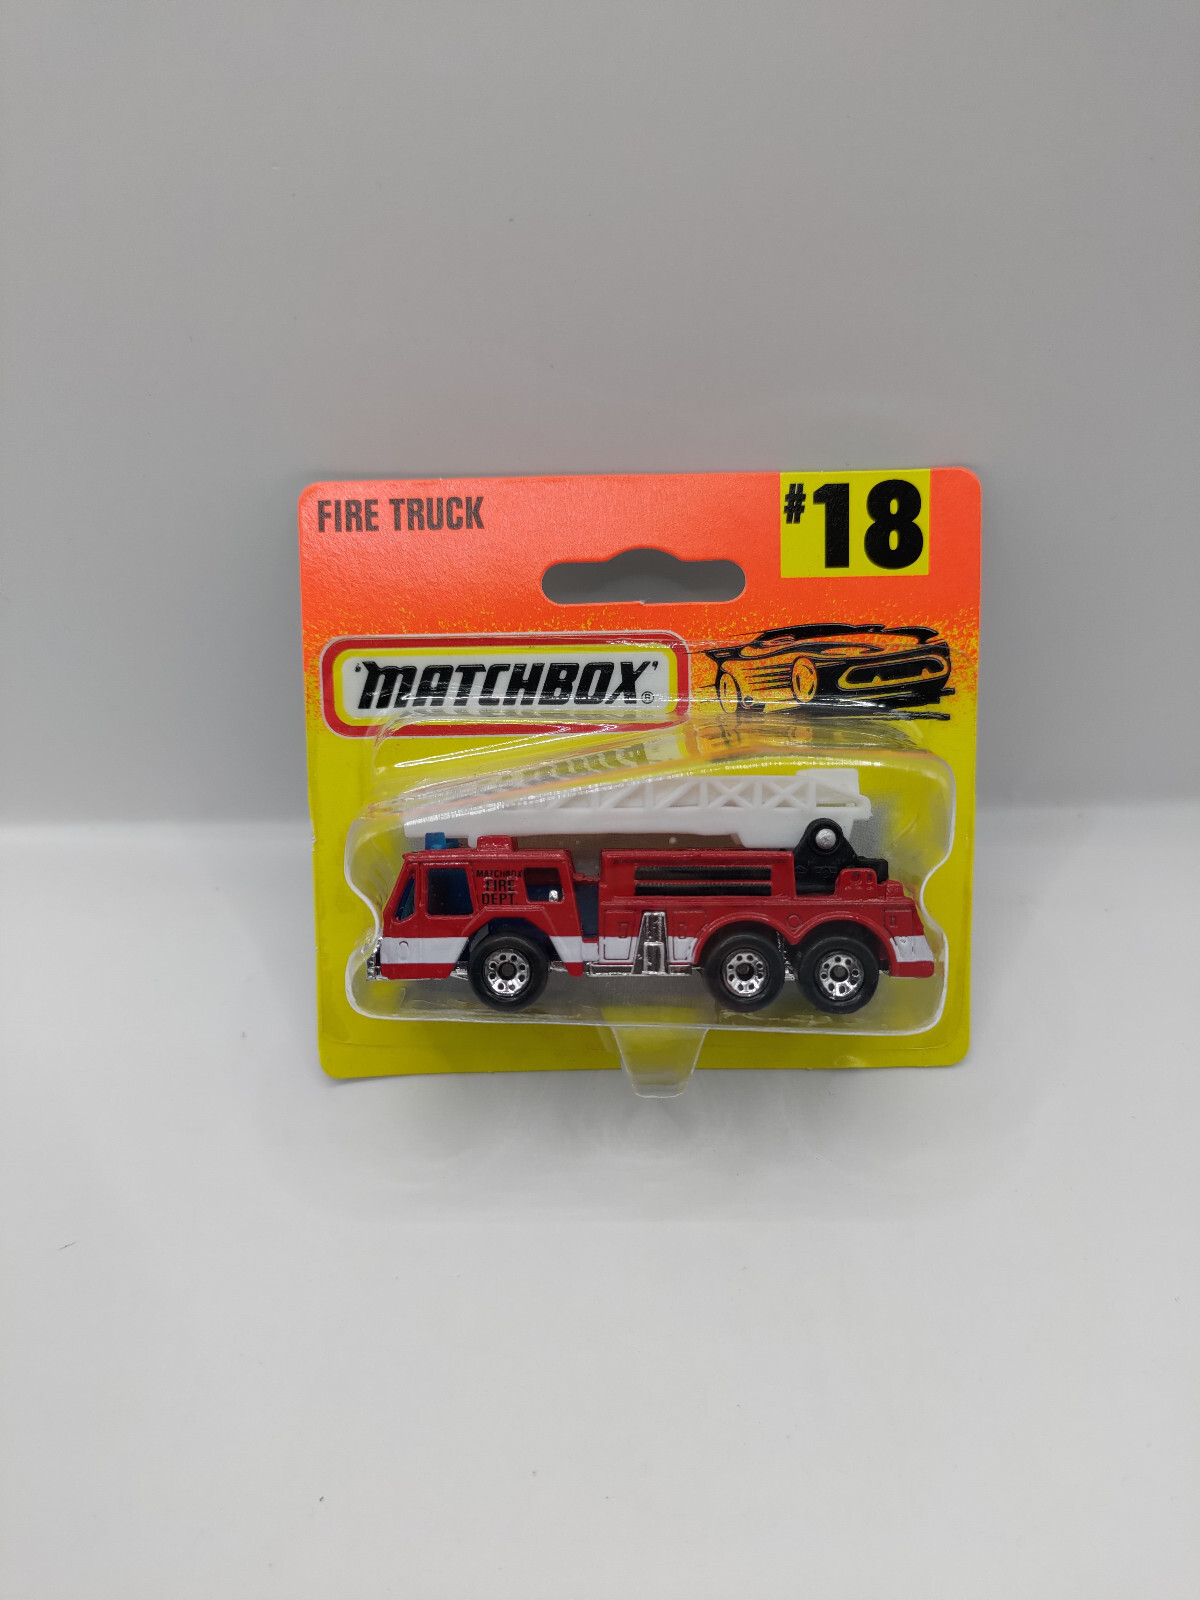 FIRE TRUCK
#18
'MATCHBOX'®
MATCHBOX
FIRE
DEPT